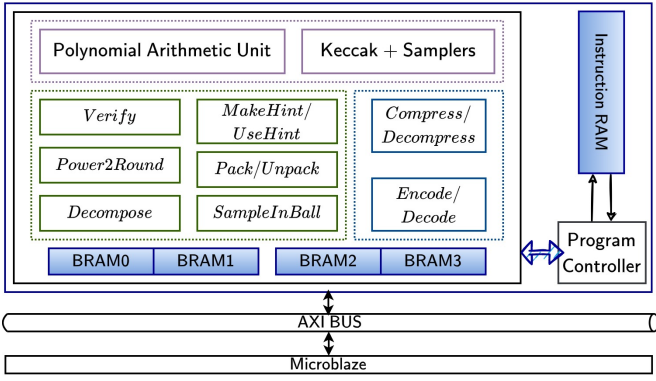 Polynomial Arithmetic Unit
Keccak + Samplers
Verify
MakeHint/
UseHint
Power2Round
Pack/Unpack
Decompose
SampleInBall
Compress/
Decompress
Encode/
Decode
BRAM0
BRAM1
BRAM2
BRAM3
Instruction RAM
Program
Controller
AXI BUS
Microblaze